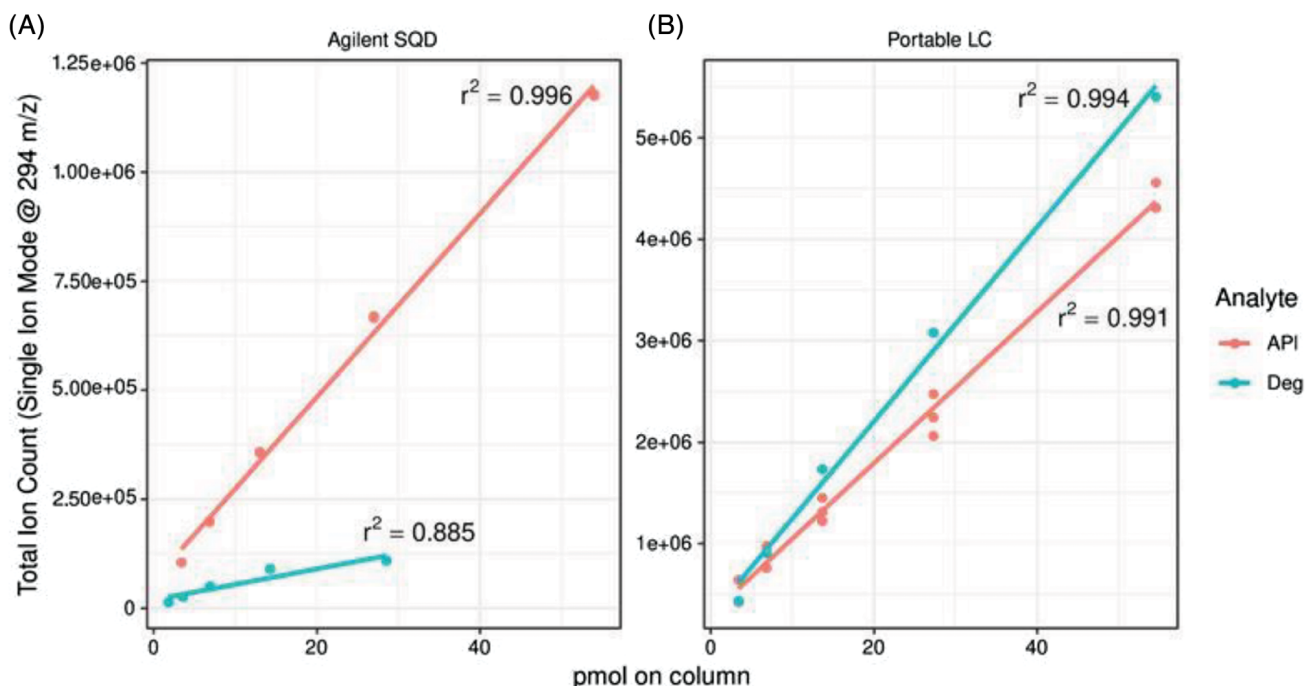 (A)
Agilent SQD
Total Ion Count (Single Ion Mode @ 294 m/z)
1.25e+06
1.00e+06
7.50e+05
5.00e+05
2.50e+05
0
r² = 0.996
r² = 0.885
0 20 40
(B)
Portable LC
5e+06
4e+06
3e+06
2e+06
1e+06
r² = 0.994
r² = 0.991
0 20 40
pmol on column
Analyte
API
Deg